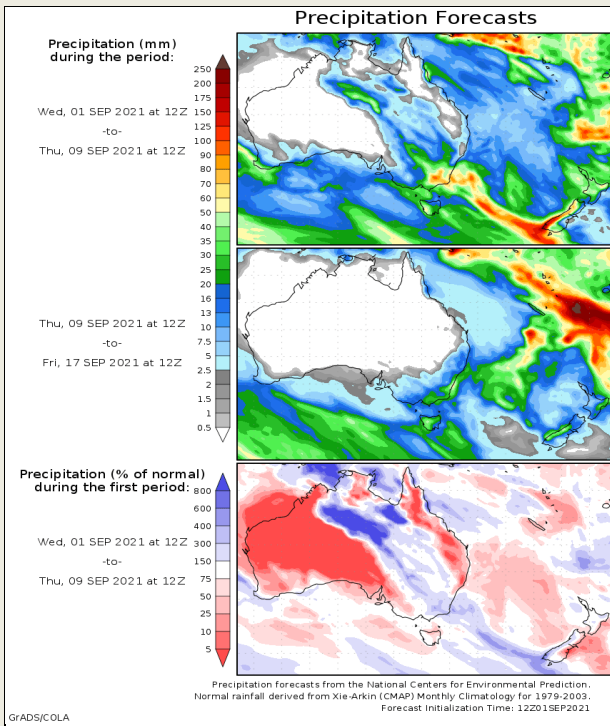 Precipitation Forecasts
Precipitation (mm)
during the period:
Wed, 01 SEP 2021 at 12Z
-to-
Thu, 09 SEP 2021 at 12Z
250
200
175
150
125
100
90
80
70
60
50
40
35
30
25
20
16
13
10
7.5
5
2.5
2
1.5
1
0.5
Thu, 09 SEP 2021 at 12Z
-to-
Fri, 17 SEP 2021 at 12Z
Precipitation (% of normal)
during the first period:
Wed, 01 SEP 2021 at 12Z
-to-
Thu, 09 SEP 2021 at 12Z
800
600
400
300
150
75
50
25
10
5
Precipitation forecasts from the National Centers for Environmental Prediction.
Normal rainfall derived from Xie-Arkin (CMAP) Monthly Climatology for 1979-2003.
Forecast Initialization Time: 12Z01SEP2021
GrADS/COLA